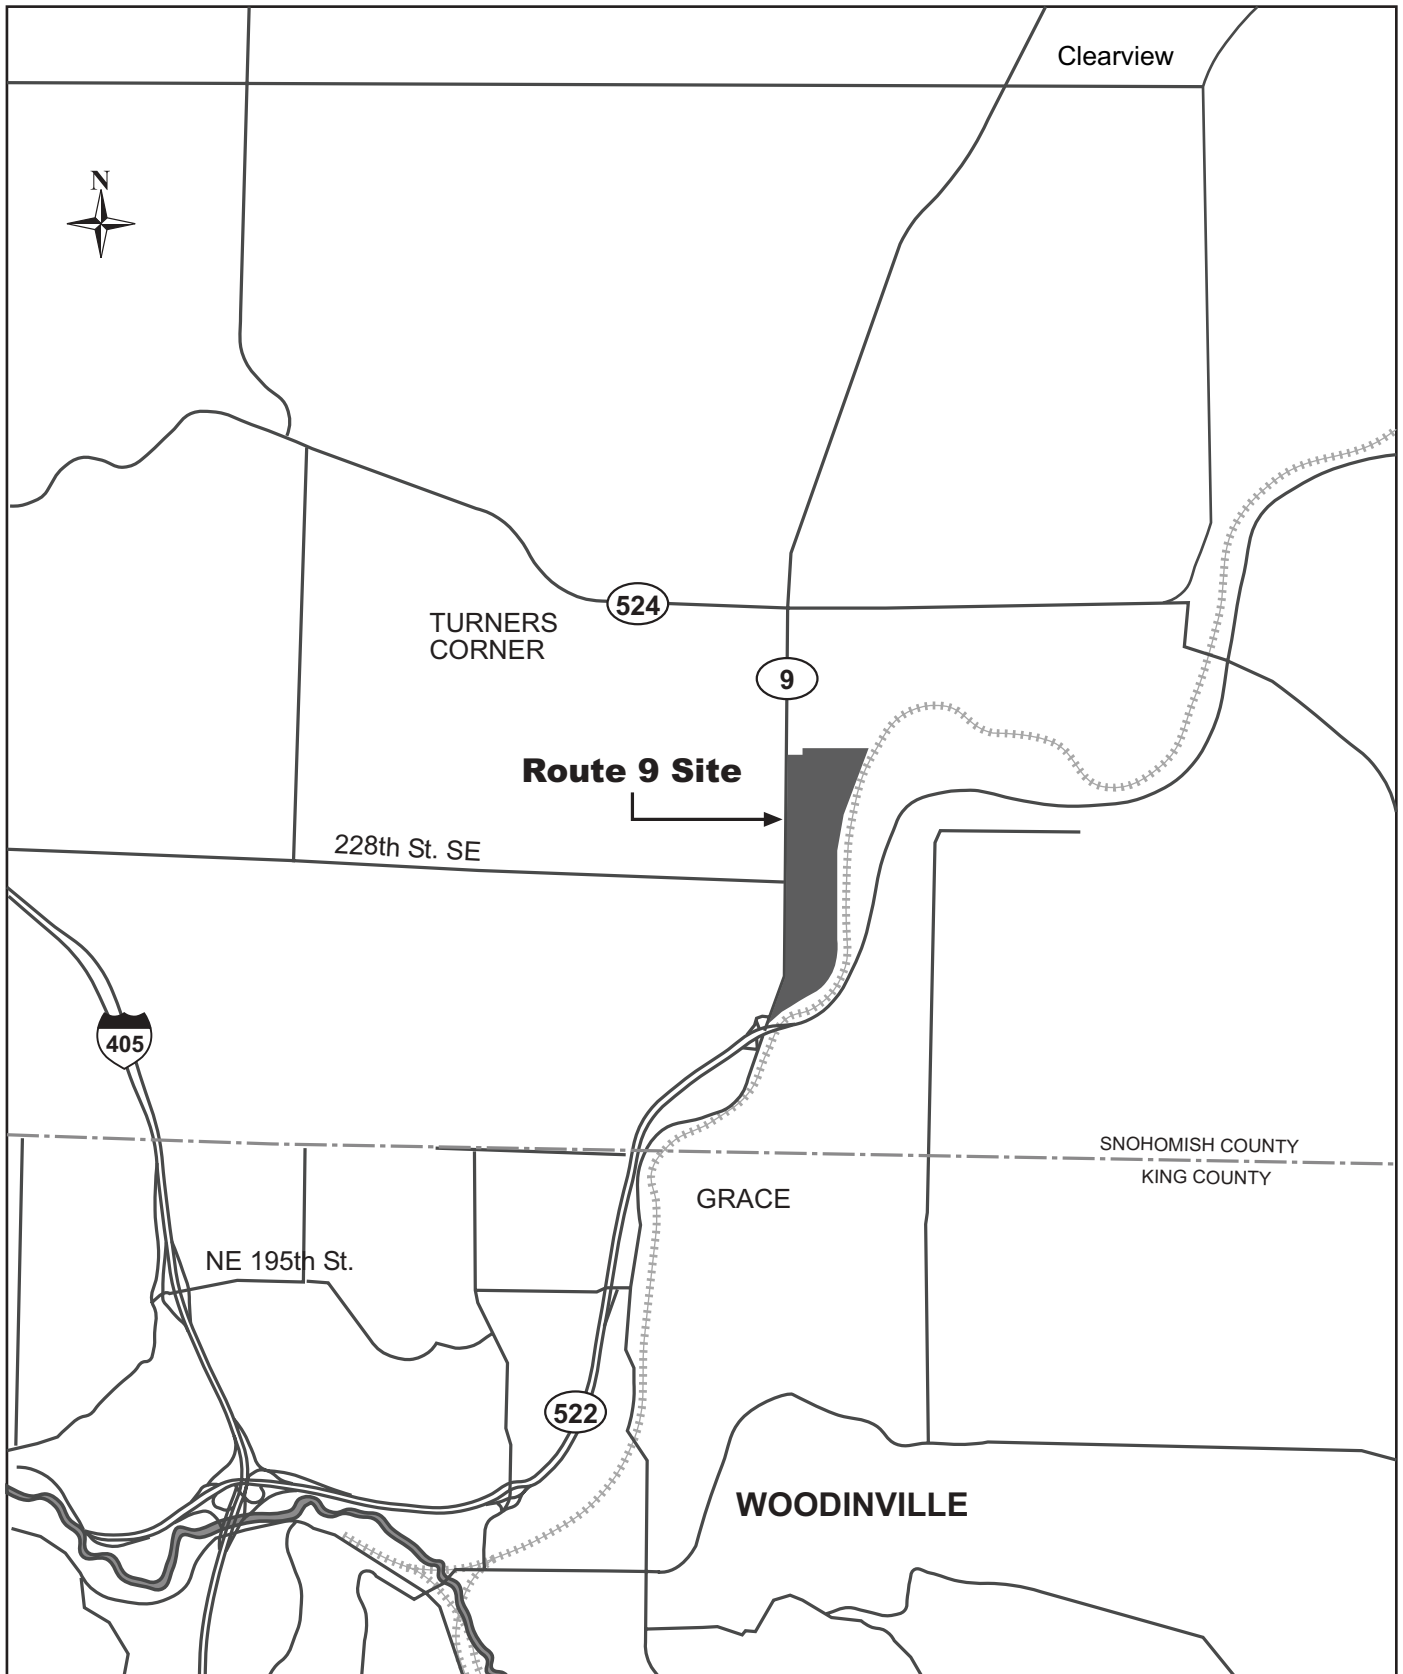 Clearview
N
524
TURNERS
CORNER
9
Route 9 Site
228th St. SE
405
SNOHOMISH COUNTY
KING COUNTY
GRACE
NE 195th St.
522
WOODINVILLE